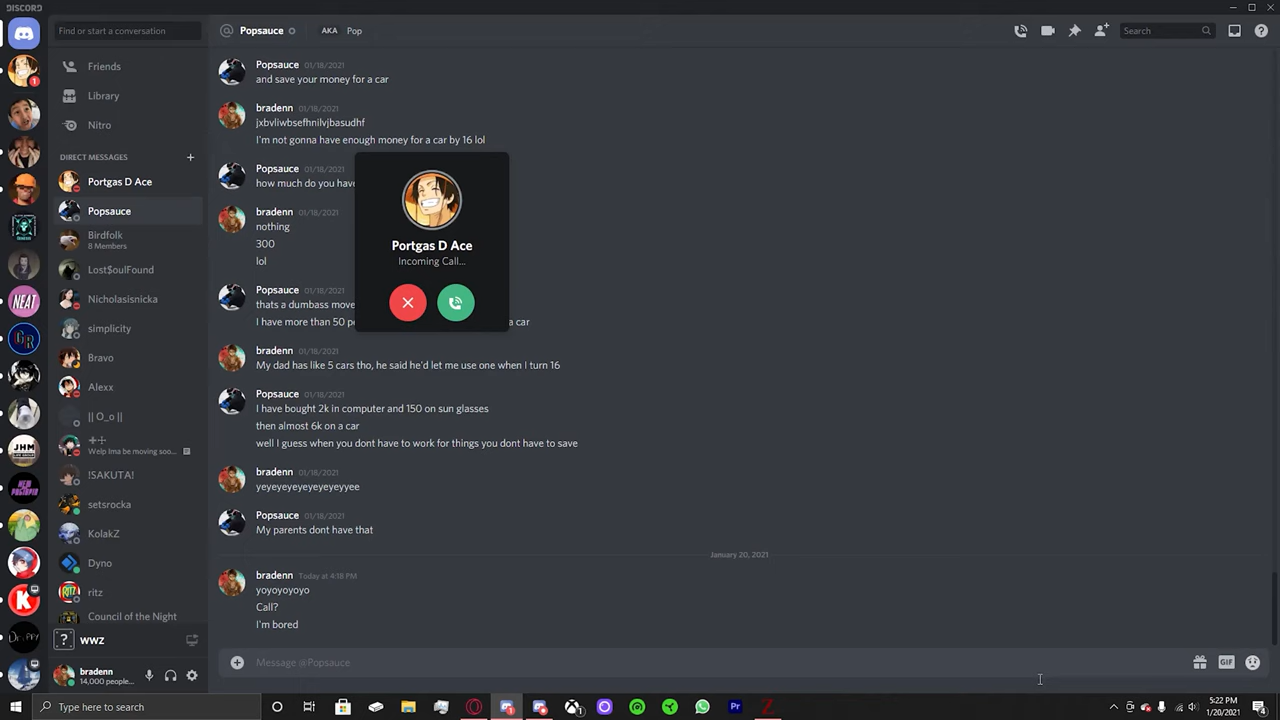 DISCORD
Find or start a conversation
Popsauce
AKA Pop
Search
1
Friends
Library
Nitro
DIRECT MESSAGES
Portgas D Ace
Popsauce
Birdfolk
8 Members
Lost$oulFound
Nicholasisnicka
simplicity
Bravo
Alexx
|| O_o ||
Welp Ima be moving soo...
!SAKUTA!
setsrocka
KolakZ
Dyno
ritz
Council of the Night
NEAT
GR
JHM
K
wwz
bradenn
14,000 people...
Popsauce 01/18/2021
and save your money for a car
bradenn 01/18/2021
jxbvliwbsefhnilvjbasudhf
I'm not gonna have enough money for a car by 16 lol
Popsauce 01/18/2021
how much do you have
bradenn 01/18/2021
nothing
300
lol
Popsauce 01/18/2021
thats a dumbass move
I have more than 50 a car
bradenn 01/18/2021
My dad has like 5 cars tho, he said he'd let me use one when I turn 16
Popsauce 01/18/2021
I have bought 2k in computer and 150 on sun glasses
then almost 6k on a car
well I guess when you dont have to work for things you dont have to save
bradenn 01/18/2021
yeyeyeyeyeyeyeyyee
Popsauce 01/18/2021
My parents dont have that
January 20, 2021
bradenn Today at 4:18 PM
yoyoyoyoyo
Call?
I'm bored
Message @Popsauce
GIF
Portgas D Ace
Incoming Call...
Type here to search
Pr
Z
5:22 PM
1/20/2021